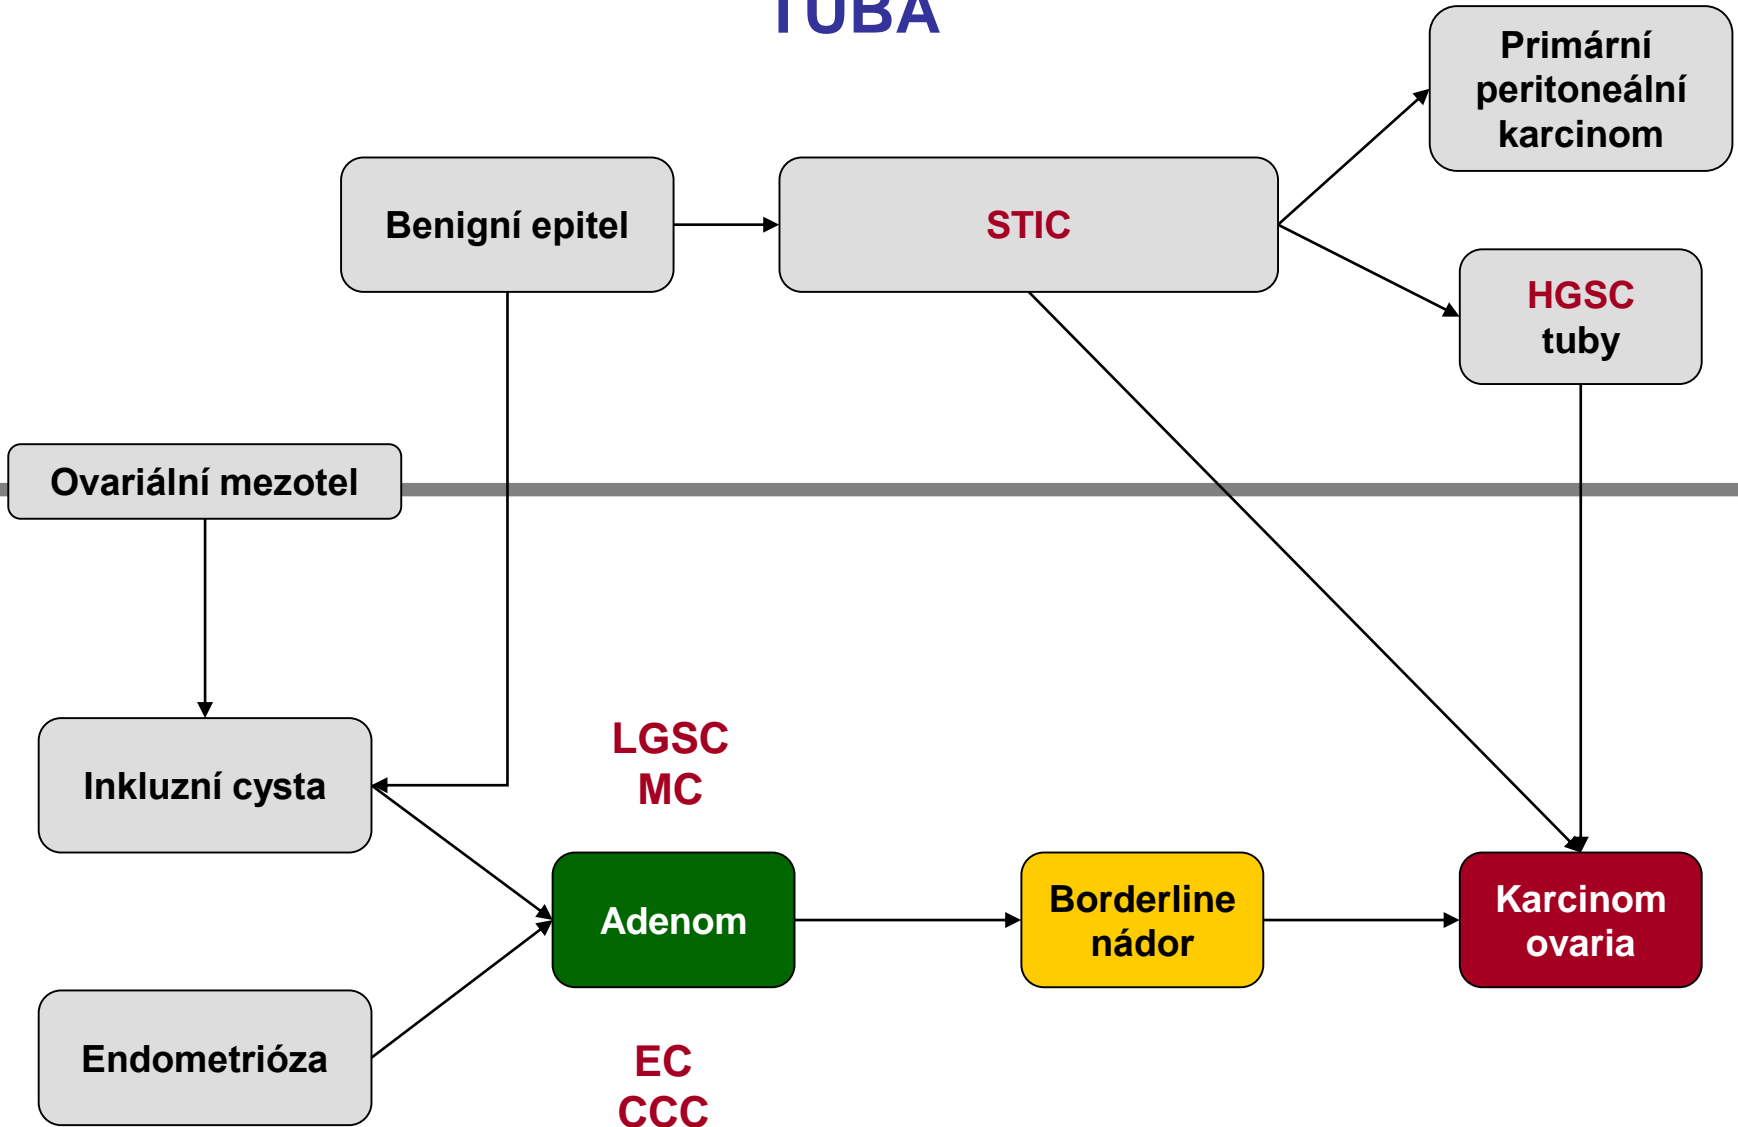 TUBA
Primární
peritoneální
karcinom
Benigní epitel
STIC
HGSC
tuby
Ovariální mezotel
Inkluzní cysta
LGSC
MC
Adenom
Borderline
nádor
Karcinom
ovaria
Endometrióza
EC
CCC